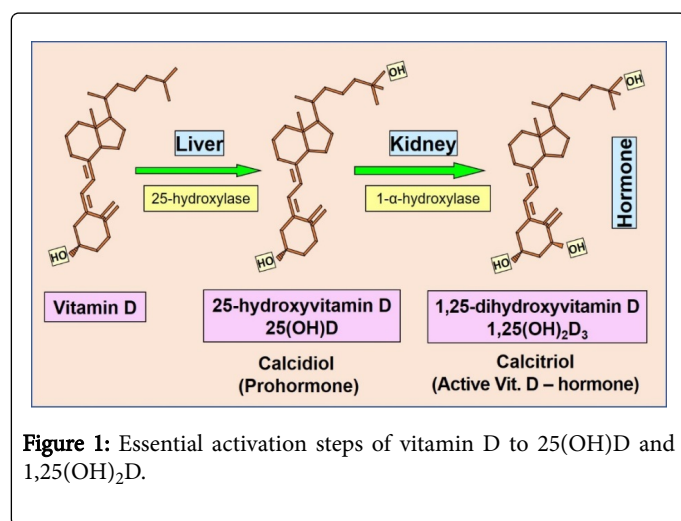 OH
OH
Liver
Kidney
Hormone
25-hydroxylase
1-α-hydroxylase
HO
HO
HO
OH
Vitamin D
25-hydroxyvitamin D
25(OH)D
1,25-dihydroxyvitamin D
1,25(OH)₂D₃
Calcidiol
(Prohormone)
Calcitriol
(Active Vit. D – hormone)
Figure 1: Essential activation steps of vitamin D to 25(OH)D and
1,25(OH)₂D.